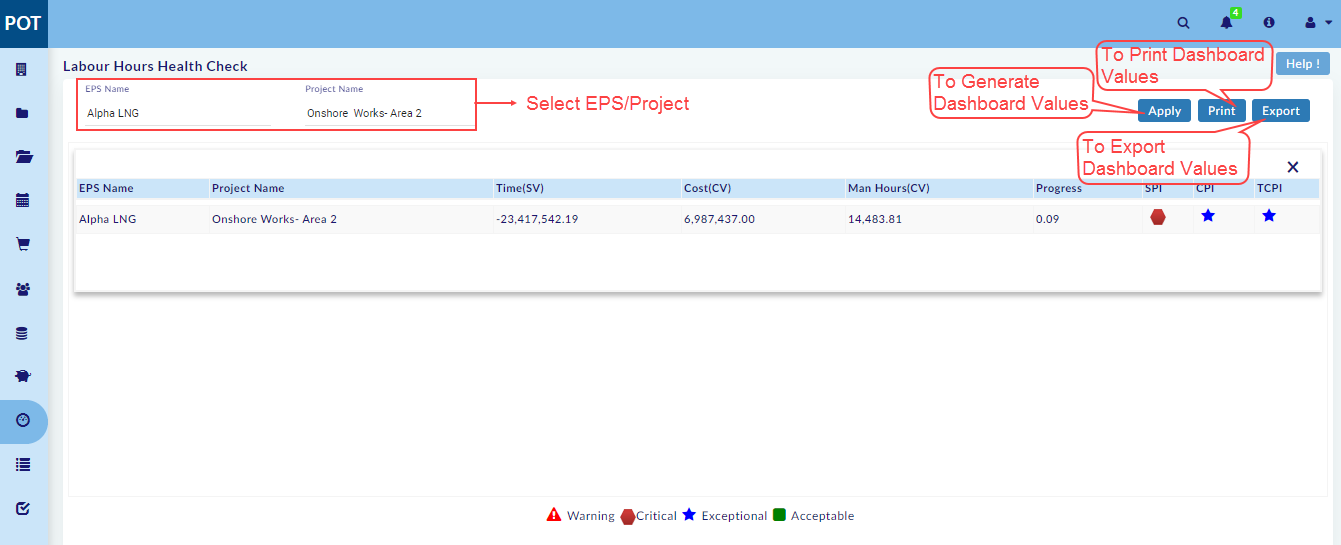 POT
4
Labour Hours Health Check
Help !
EPS Name
Project Name
Alpha LNG
Onshore Works- Area 2
Select EPS/Project
To Generate
Dashboard Values
To Print Dashboard
Values
Apply
Print
Export
To Export
Dashboard Values
EPS Name
Project Name
Time(SV)
Cost(CV)
Man Hours(CV)
Progress
SPI
CPI
TCPI
Alpha LNG
Onshore Works- Area 2
-23,417,542.19
6,987,437.00
14,483.81
0.09
Warning
Critical
Exceptional
Acceptable